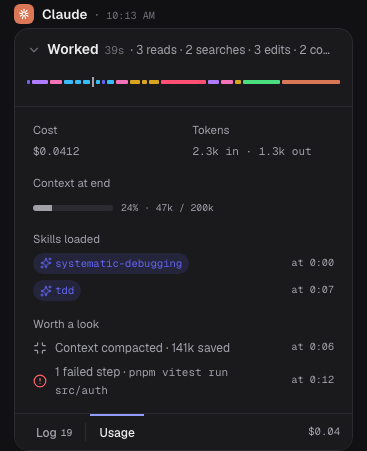 Claude · 10:13 AM
Worked 39s · 3 reads · 2 searches · 3 edits · 2 co...
Cost
Tokens
$0.0412
2.3k in · 1.3k out
Context at end
24% · 47k / 200k
Skills loaded
systematic-debugging at 0:00
tdd at 0:07
Worth a look
Context compacted · 141k saved at 0:06
1 failed step · pnpm vitest run at 0:12
src/auth
Log 19 Usage $0.04